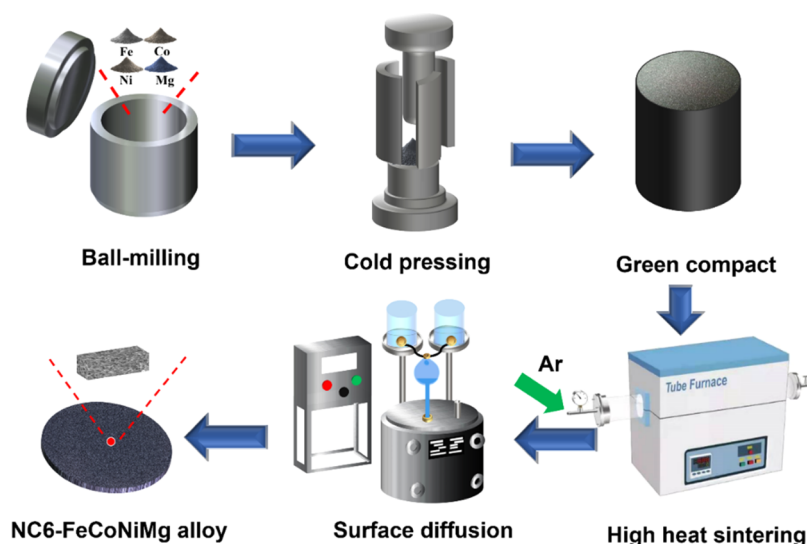 Fe Co
Ni Mg
Ball-milling
Cold pressing
Green compact
Ar
Tube Furnace
NC6-FeCoNiMg alloy
Surface diffusion
High heat sintering